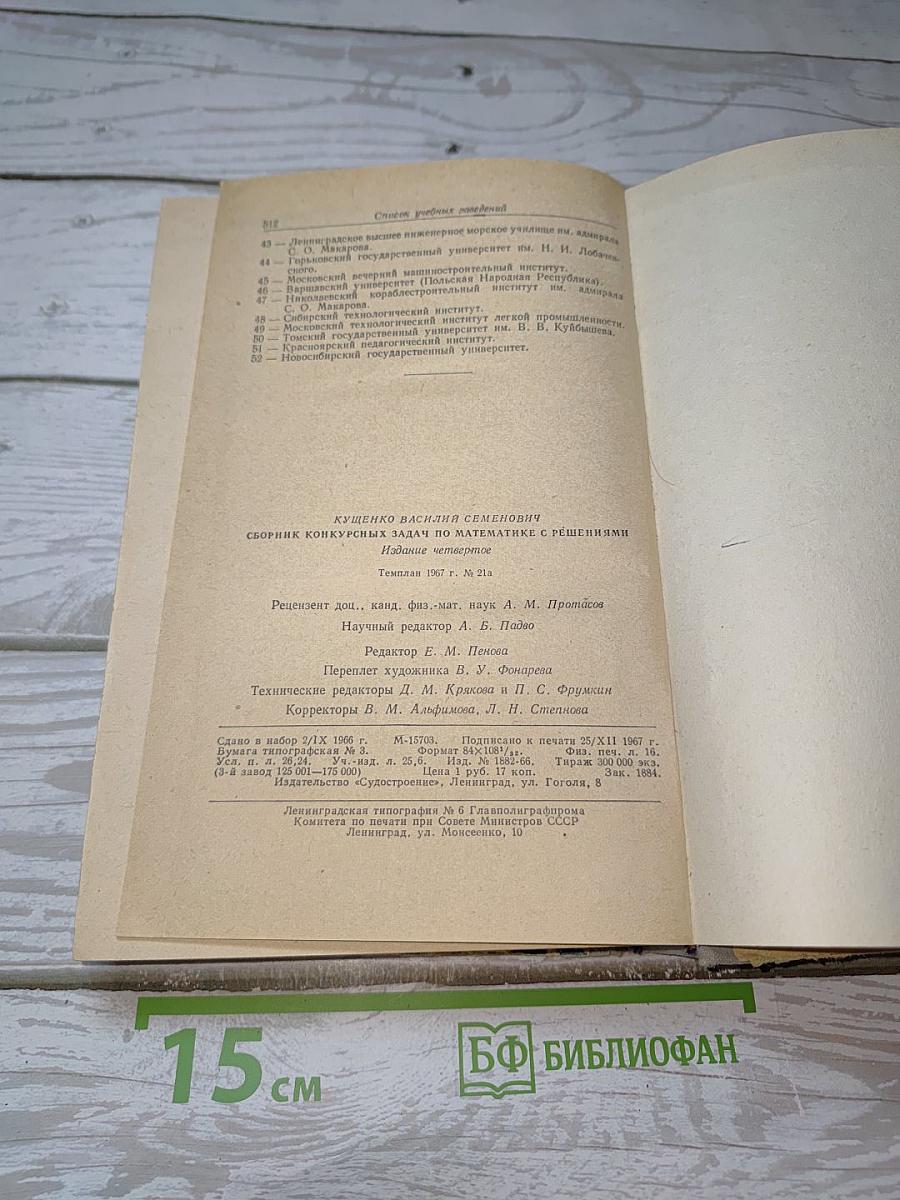 512
Список учебных заведений
43 — Ленинградское высшее инженерное морское училище им. адмирала
С. О. Макарова.
44 — Горьковский государственный университет им. Н. И. Лобачев-
ского.
45 — Московский вечерний машиностроительный институт.
46 — Варшавский университет (Польская Народная Республика).
47 — Николаевский кораблестроительный институт им. адмирала
С. О. Макарова.
48 — Сибирский технологический институт.
49 — Московский технологический институт легкой промышленности.
50 — Томский государственный университет им. В. В. Куйбышева.
51 — Красноярский педагогический институт.
52 — Новосибирский государственный университет.
КУЩЕНКО ВАСИЛИЙ СЕМЕНОВИЧ
СБОРНИК КОНКУРСНЫХ ЗАДАЧ ПО МАТЕМАТИКЕ С РЕШЕНИЯМИ
Издание четвертое
Темплан 1967 г. № 21а
Рецензент доц., канд. физ.-мат. наук А. М. Протасов
Научный редактор А. Б. Падво
Редактор Е. М. Пенова
Переплет художника В. У. Фонарева
Технические редакторы Д. М. Крякова и П. С. Фрумкин
Корректоры В. М. Альфимова, Л. Н. Степнова
Сдано в набор 2/IX 1966 г. М-15703. Подписано к печати 25/XII 1967 г.
Бумага типографская № 3. Формат 84×108¹/₃₂. Физ. печ. л. 16.
Усл. п. л. 26,24. Уч.-изд. л. 25,6. Изд. № 1882-66. Тираж 300 000 экз.
(3-й завод 125 001—175 000) Цена 1 руб. 17 коп. Зак. 1884.
Издательство «Судостроение», Ленинград, ул. Гоголя, 8
Ленинградская типография № 6 Главполиграфпрома
Комитета по печати при Совете Министров СССР
Ленинград, ул. Моисеенко, 10
15 см
БФ БИБЛИОФАН